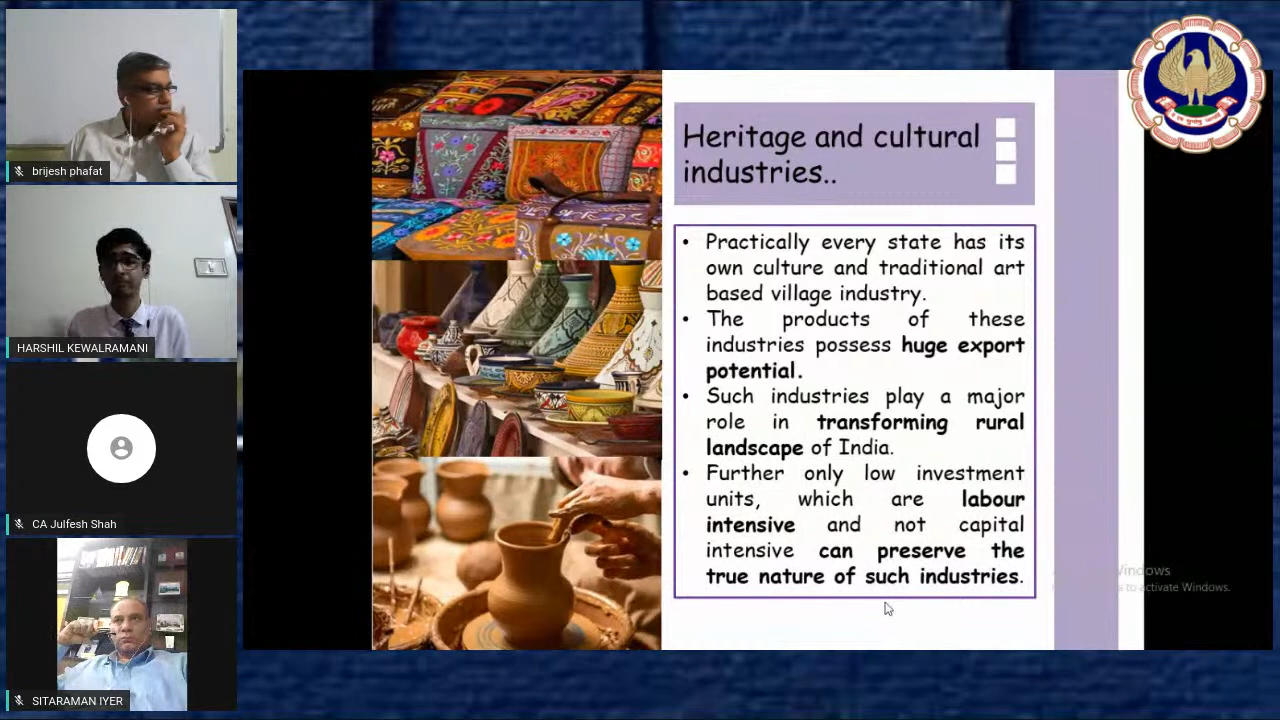 brijesh phafat
HARSHIL KEWALRAMANI
CA Julfesh Shah
SITARAMAN IYER
Heritage and cultural
industries..
• Practically every state has its
own culture and traditional art
based village industry.
• The products of these
industries possess huge export
potential.
• Such industries play a major
role in transforming rural
landscape of India.
• Further only low investment
units, which are labour
intensive and not capital
intensive can preserve the
true nature of such industries.
Windows
to activate Windows.